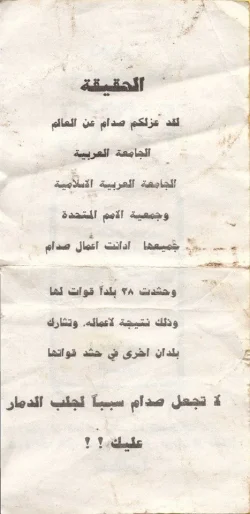 الحقيقة
لقد عزلكم صدام عن العالم
الجامعة العربية
الجامعة العربية الاسلامية
وجمعية الامم المتحدة
جميعها ادانت اعمال صدام
وحشدت ٢٨ بلداً قوات لها
وذلك نتيجة لاعماله، وتشارك
بلدان اخرى في حشد قواتها
لا تجعل صدام سبباً لجلب الدمار
عليك ؟ ؟